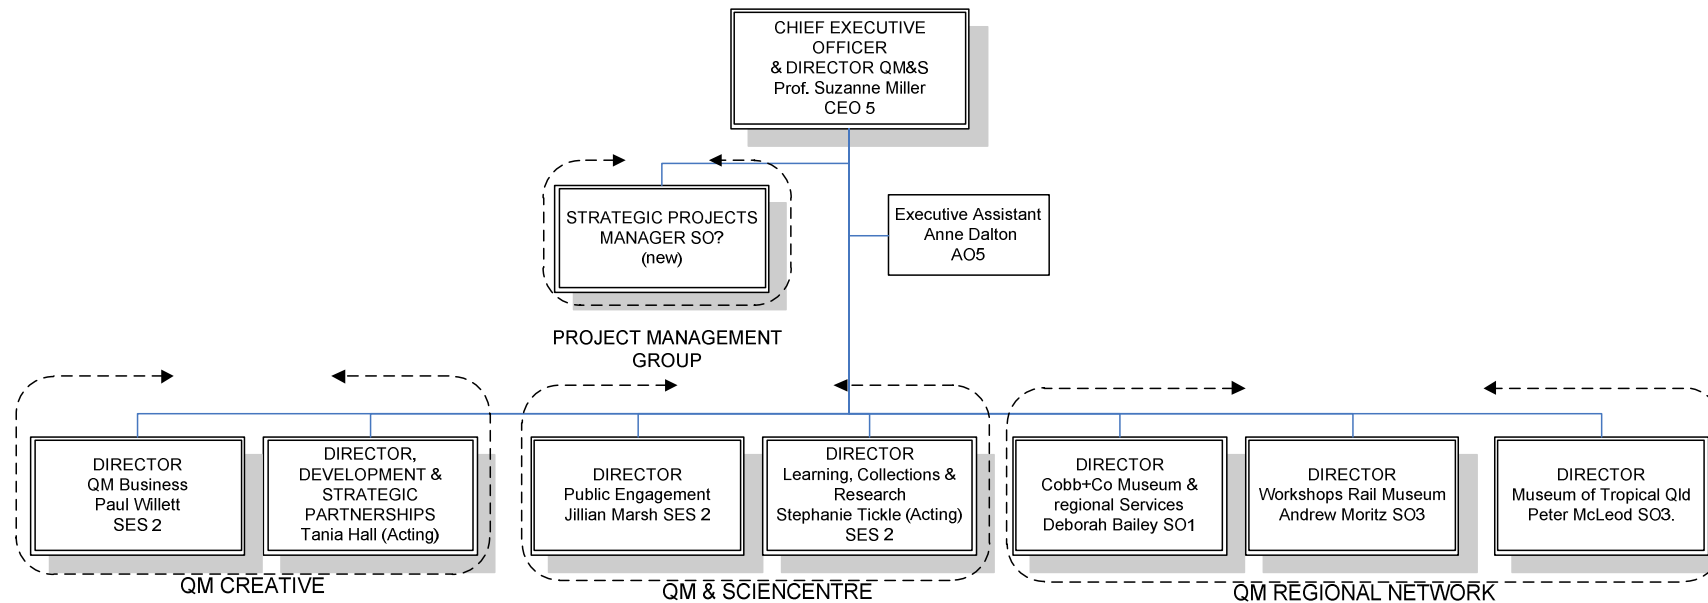 CHIEF EXECUTIVE
OFFICER
& DIRECTOR QM&S
Prof. Suzanne Miller
CEO 5
STRATEGIC PROJECTS
MANAGER SO?
(new)
Executive Assistant
Anne Dalton
AO5
PROJECT MANAGEMENT
GROUP
DIRECTOR
QM Business
Paul Willett
SES 2
DIRECTOR,
DEVELOPMENT &
STRATEGIC
PARTNERSHIPS
Tania Hall (Acting)
DIRECTOR
Public Engagement
Jillian Marsh SES 2
DIRECTOR
Learning, Collections &
Research
Stephanie Tickle (Acting)
SES 2
DIRECTOR
Cobb+Co Museum &
regional Services
Deborah Bailey SO1
DIRECTOR
Workshops Rail Museum
Andrew Moritz SO3
DIRECTOR
Museum of Tropical Qld
Peter McLeod SO3.
QM CREATIVE
QM & SCIENCENTRE
QM REGIONAL NETWORK